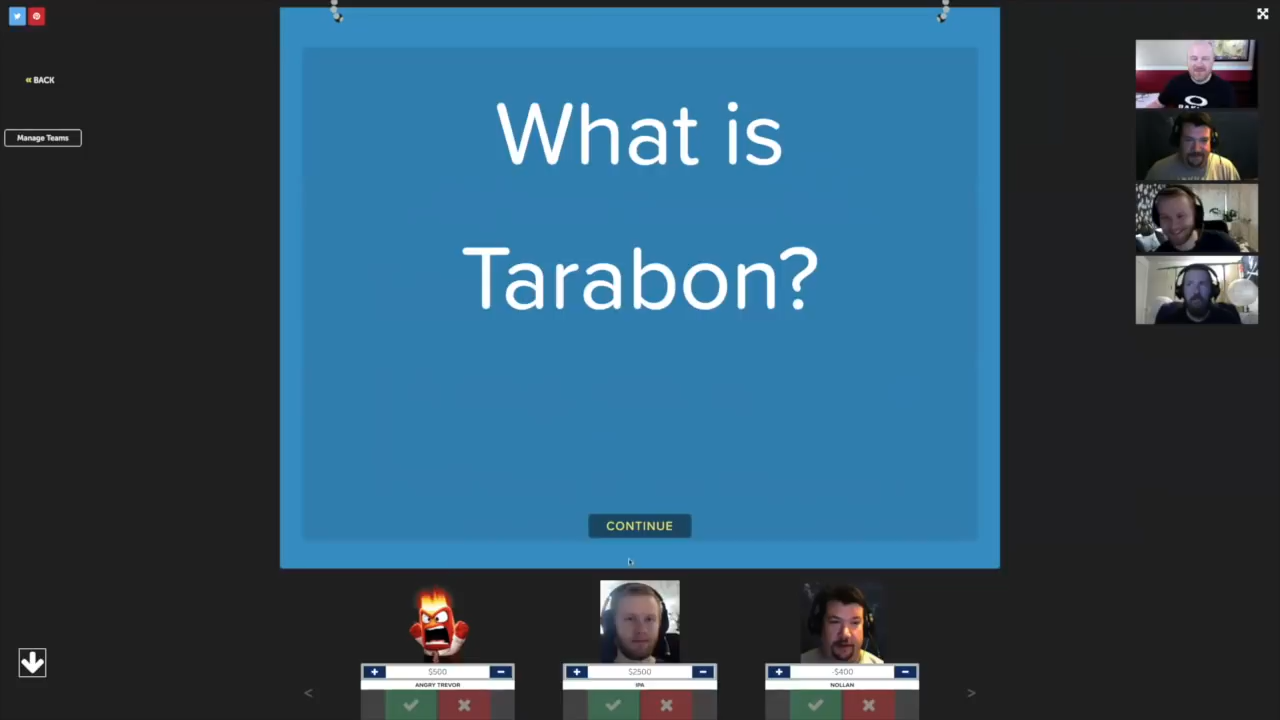 « BACK
Manage Teams
What is
Tarabon?
CONTINUE
$500
ANGRY TREVOR
$2500
IPA
-$400
NOLLAN